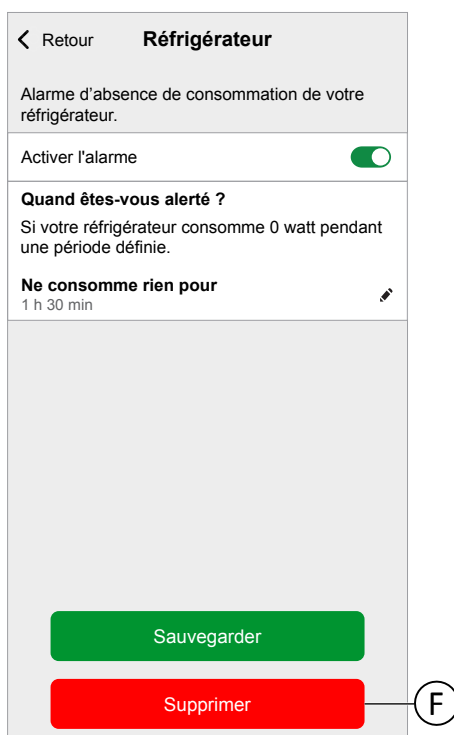 Retour Réfrigérateur
Alarme d'absence de consommation de votre
réfrigérateur.
Activer l'alarme
Quand êtes-vous alerté ?
Si votre réfrigérateur consomme 0 watt pendant
une période définie.
Ne consomme rien pour
1 h 30 min
Sauvegarder
Supprimer
F